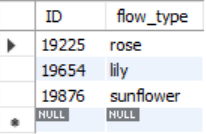 ID flow_type
19225 rose
19654 lily
19876 sunflower
NULL NULL